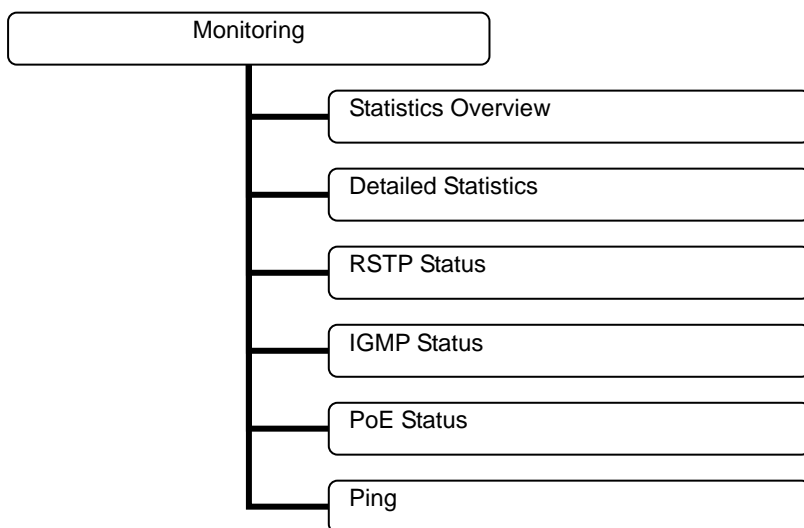 Monitoring
Statistics Overview
Detailed Statistics
RSTP Status
IGMP Status
PoE Status
Ping